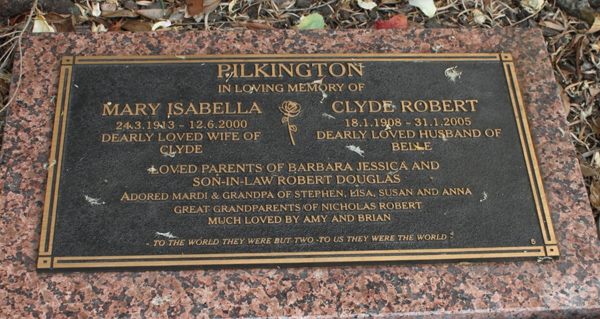 PILKINGTON
IN LOVING MEMORY OF
MARY ISABELLA
24.3.1913 - 12.6.2000
DEARLY LOVED WIFE OF
CLYDE
CLYDE ROBERT
18.1.1908 - 31.1.2005
DEARLY LOVED HUSBAND OF
BELLE
LOVED PARENTS OF BARBARA JESSICA AND
SON-IN-LAW ROBERT DOUGLAS
ADORED MARDI & GRANDPA OF STEPHEN, LISA, SUSAN AND ANNA
GREAT GRANDPARENTS OF NICHOLAS ROBERT
MUCH LOVED BY AMY AND BRIAN
- TO THE WORLD THEY WERE BUT TWO -TO US THEY WERE THE WORLD -